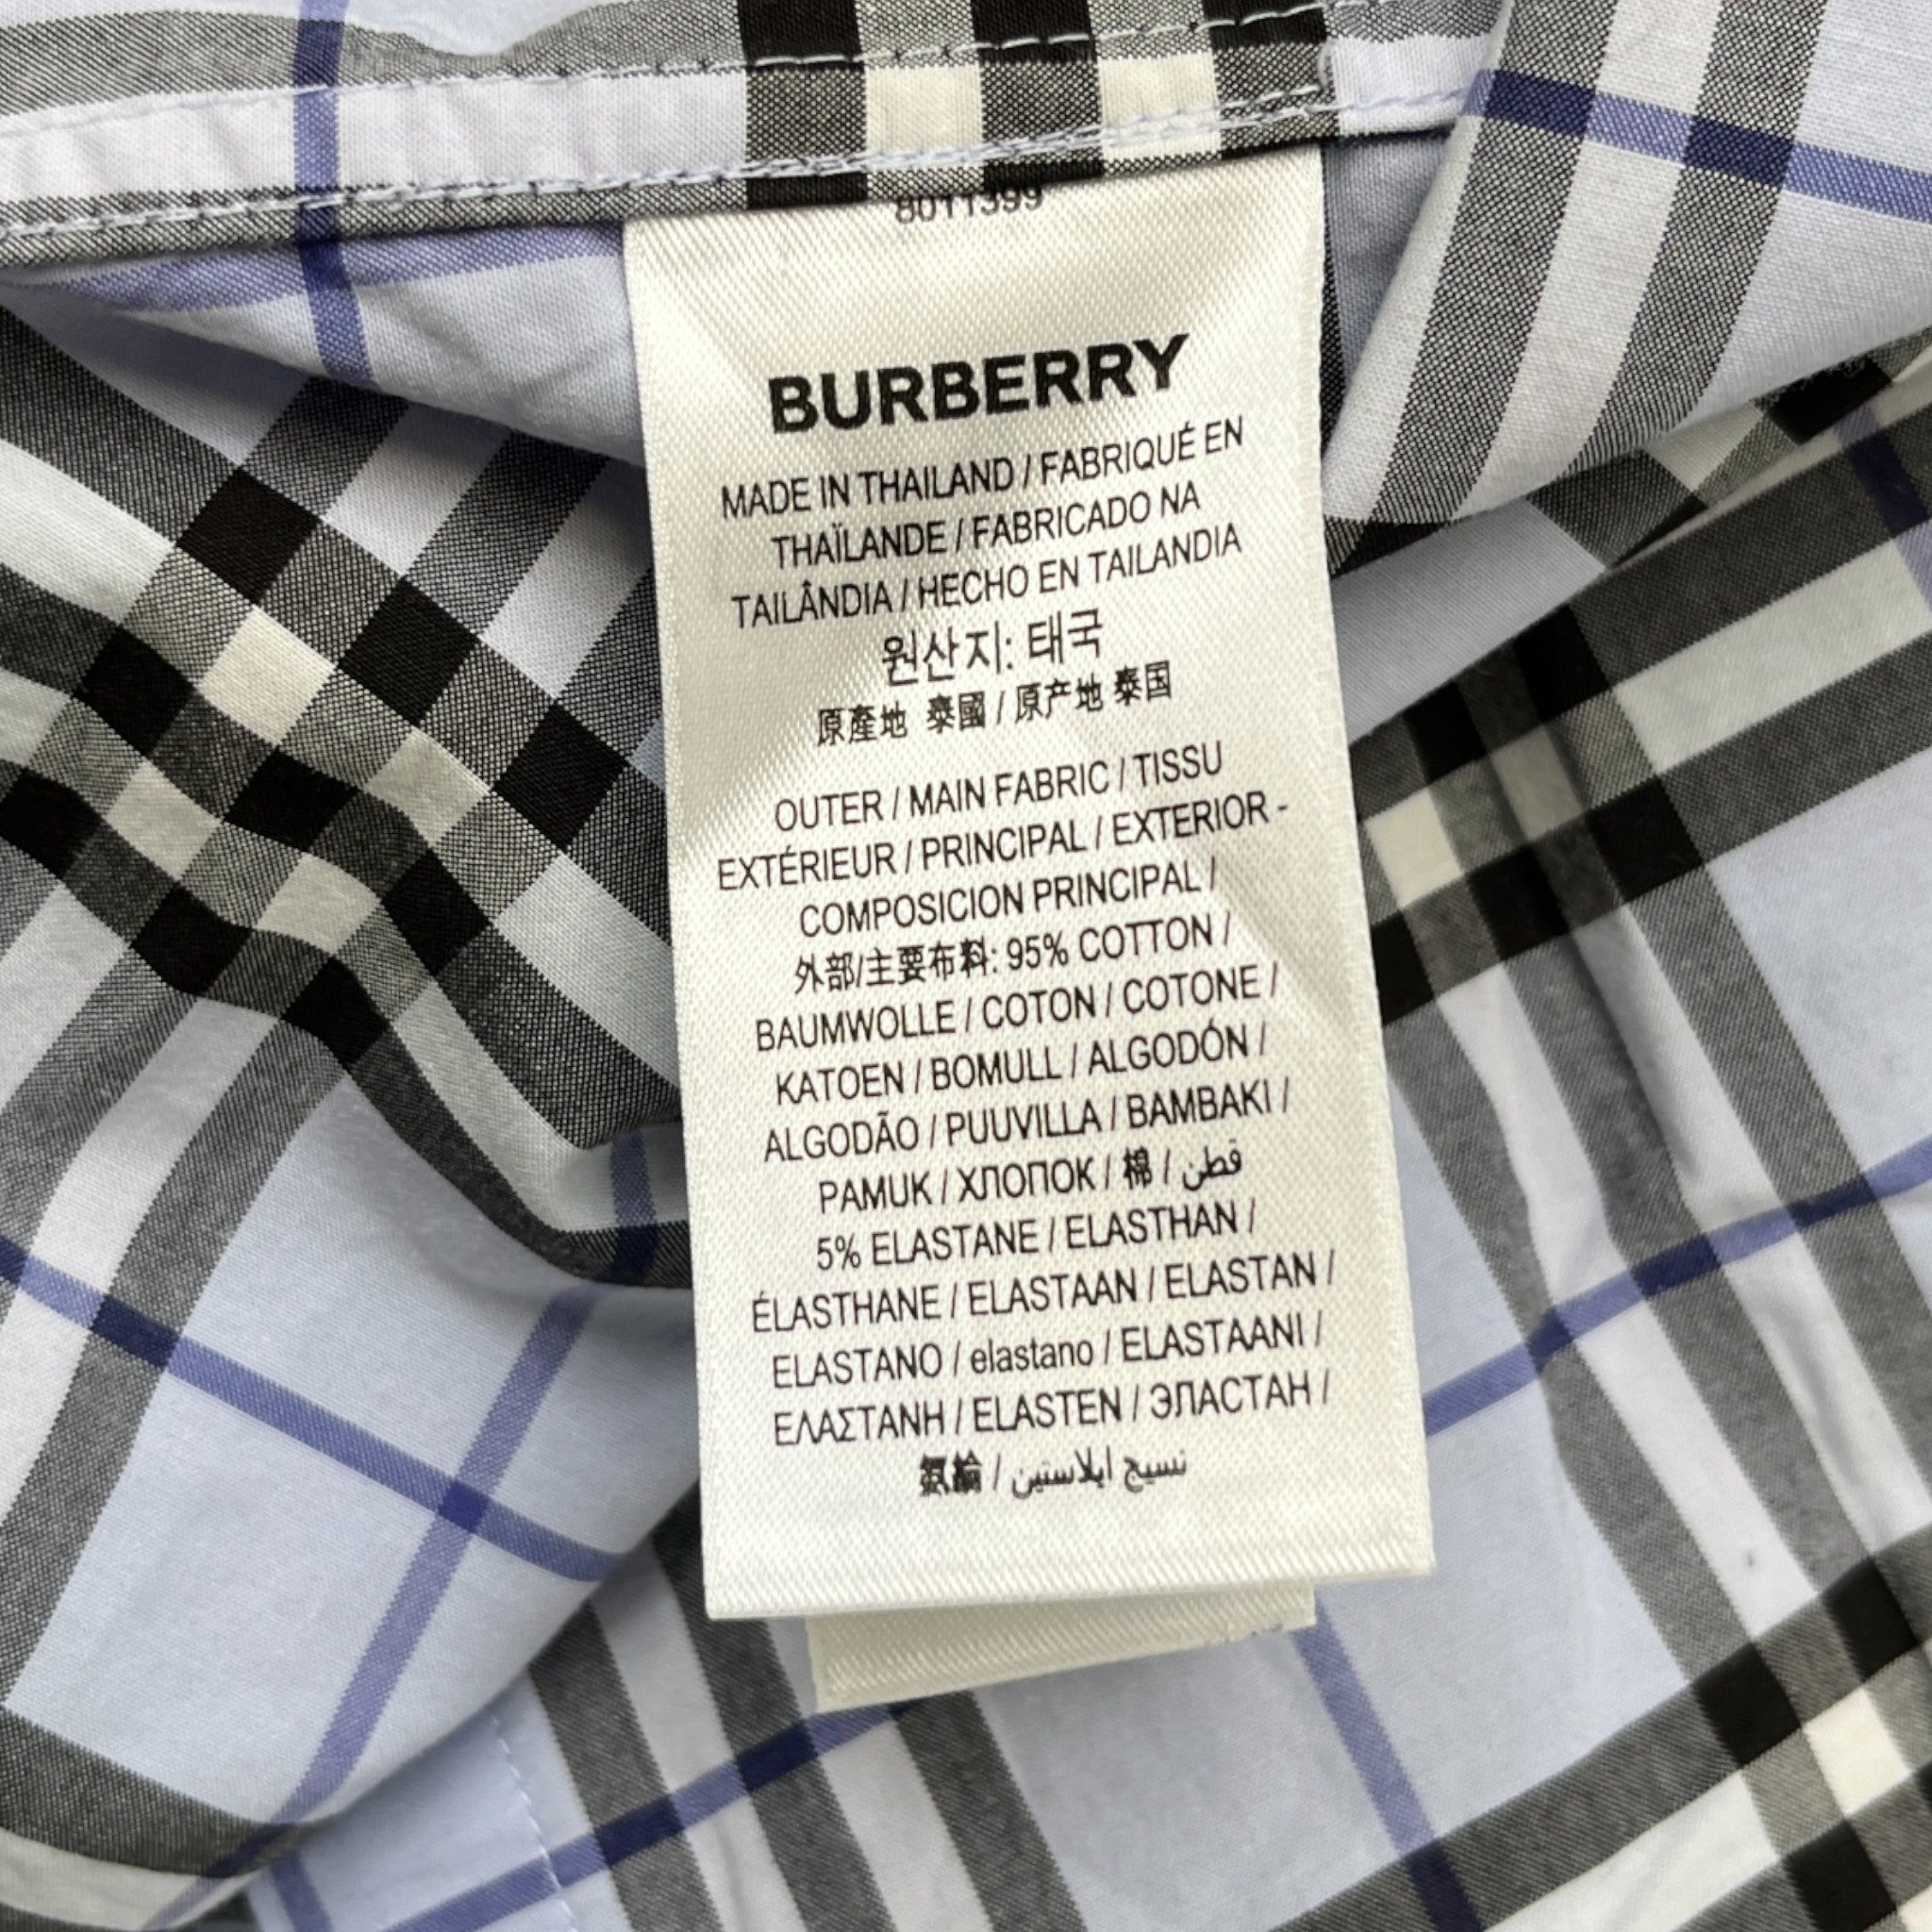 8011399
BURBERRY
MADE IN THAILAND / FABRIQUÉ EN
THAÏLANDE / FABRICADO NA
TAILÂNDIA / HECHO EN TAILANDIA
원산지: 태국
原產地 泰國 / 原产地 泰国
OUTER / MAIN FABRIC / TISSU
EXTÉRIEUR / PRINCIPAL / EXTERIOR -
COMPOSICION PRINCIPAL /
外部/主要布料: 95% COTTON /
BAUMWOLLE / COTON / COTONE /
KATOEN / BOMULL / ALGODÓN /
ALGODÃO / PUUVILLA / BAMBAKI /
PAMUK / ХЛОПОК / 棉 / قطن
5% ELASTANE / ELASTHAN /
ÉLASTHANE / ELASTAAN / ELASTAN /
ELASTANO / elastano / ELASTAANI /
ΕΛΑΣΤΑΝΗ / ELASTEN / ЭЛАСТАН /
氨綸 / نسيج ايلاستين